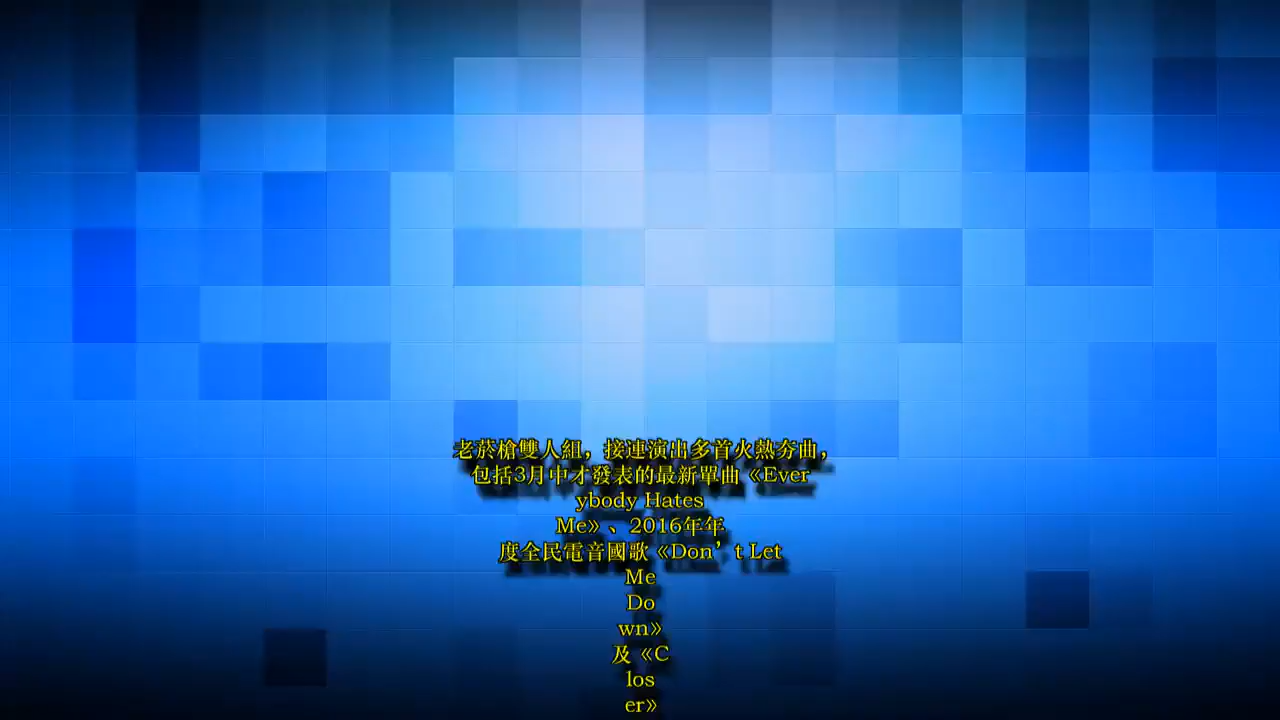 老菸槍雙人組，接連演出多首火熱夯曲，
包括3月中才發表的最新單曲《Ever
ybody Hates
Me》、2016年年
度全民電音國歌《Don’t Let
Me
Do
wn》
及《C
los
er》